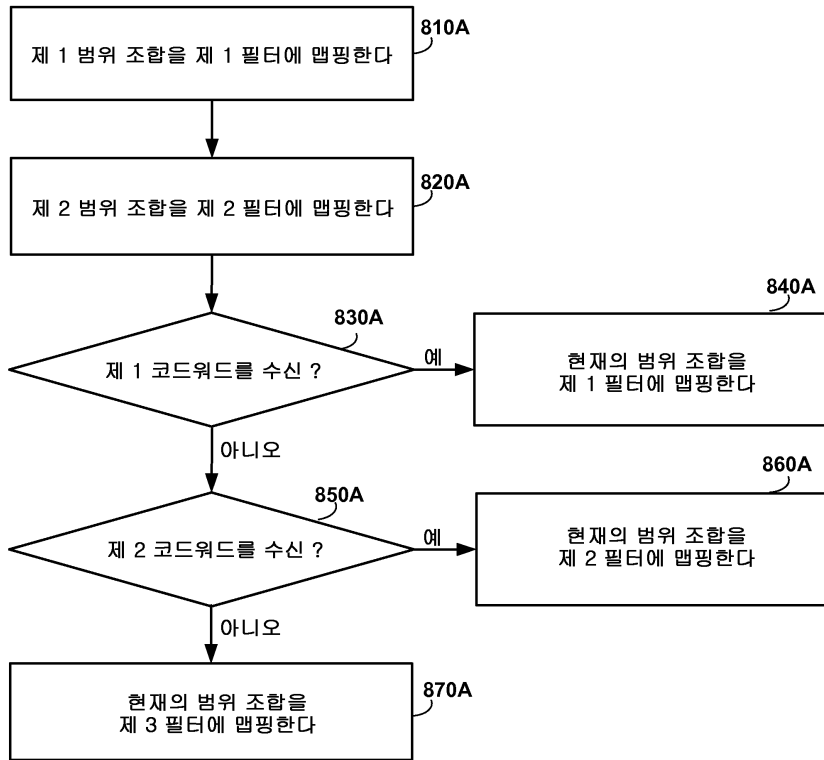 810A
제 1 범위 조합을 제 1 필터에 맵핑한다
820A
제 2 범위 조합을 제 2 필터에 맵핑한다
830A
제 1 코드워드를 수신 ?
예
840A
현재의 범위 조합을
제 1 필터에 맵핑한다
아니오
850A
제 2 코드워드를 수신 ?
예
860A
현재의 범위 조합을
제 2 필터에 맵핑한다
아니오
870A
현재의 범위 조합을
제 3 필터에 맵핑한다